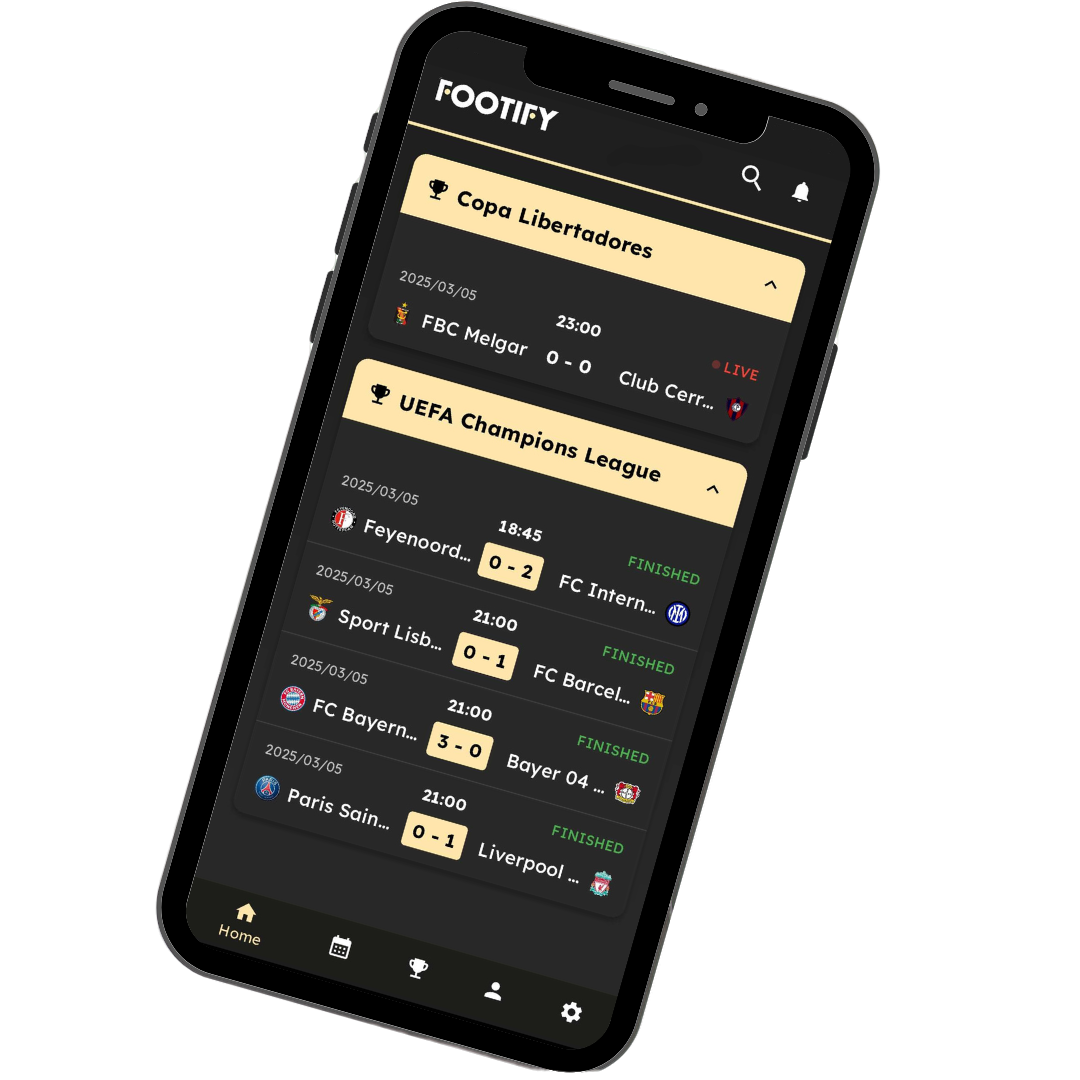 FOOTIFY
Copa Libertadores
2025/03/05
23:00
LIVE
FBC Melgar 0 - 0 Club Cerr...
UEFA Champions League
2025/03/05
18:45
FINISHED
Feyenoord... 0 - 2 FC Intern...
2025/03/05
21:00
FINISHED
Sport Lisb... 0 - 1 FC Barcel...
2025/03/05
21:00
FINISHED
FC Bayern... 3 - 0 Bayer 04 ...
2025/03/05
21:00
FINISHED
Paris Sain... 0 - 1 Liverpool ...
Home